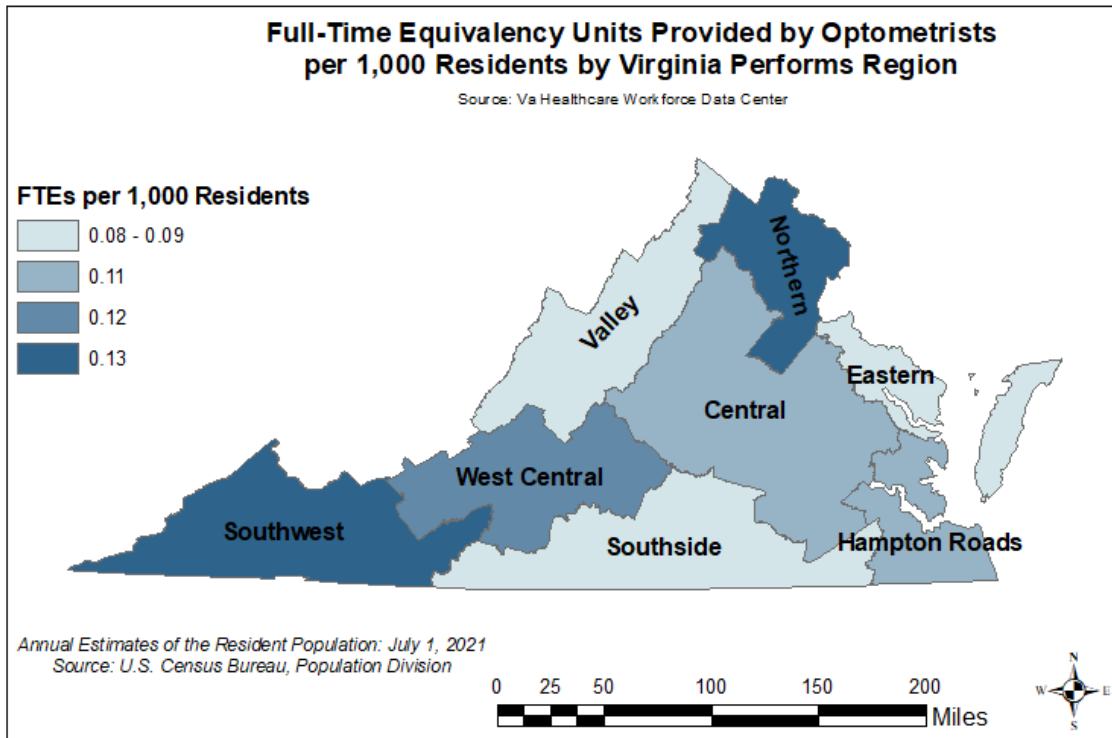 Full-Time Equivalency Units Provided by Optometrists
per 1,000 Residents by Virginia Performs Region
Source: Va Healthcare Workforce Data Center
FTEs per 1,000 Residents
0.08 - 0.09
0.11
0.12
0.13
Northern
Valley
Eastern
Central
West Central
Southwest
Southside
Hampton Roads
Annual Estimates of the Resident Population: July 1, 2021
Source: U.S. Census Bureau, Population Division
0 25 50 100 150 200
Miles
N
W E
S